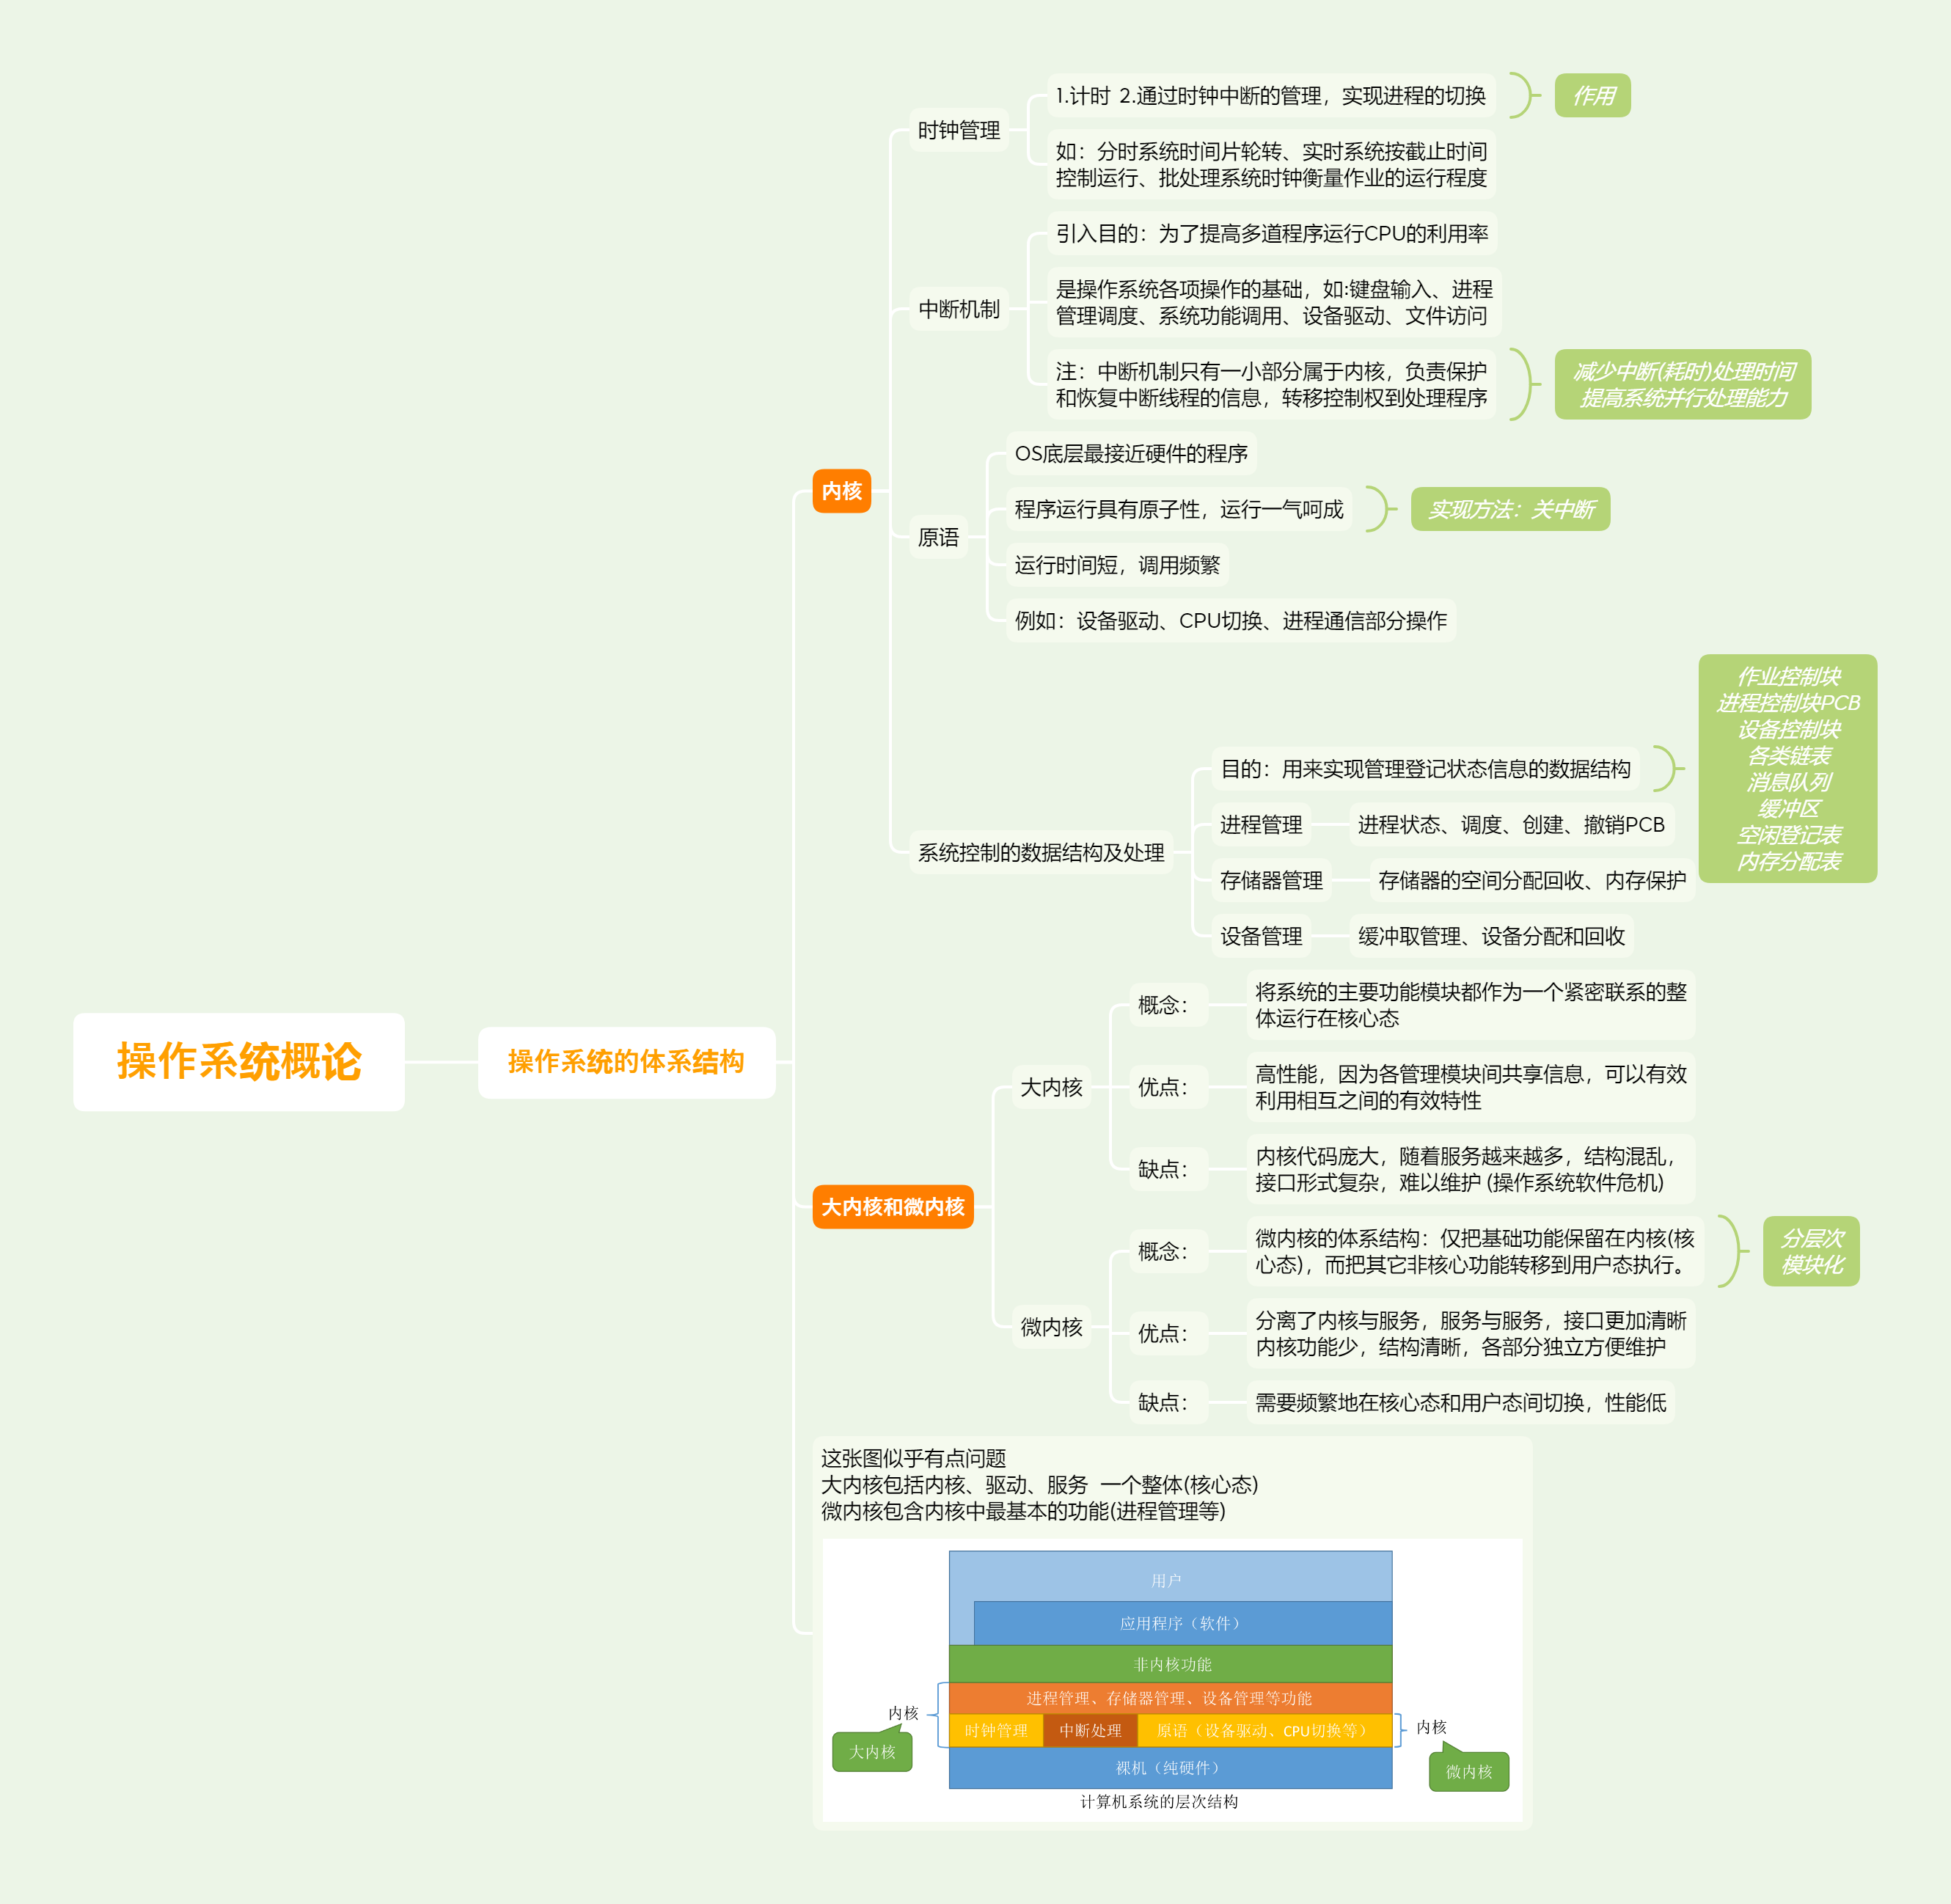 操作系统概论
操作系统的体系结构
内核
时钟管理
1.计时 2.通过时钟中断的管理，实现进程的切换
作用
如：分时系统时间片轮转、实时系统按截止时间
控制运行、批处理系统时钟衡量作业的运行程度
中断机制
引入目的：为了提高多道程序运行CPU的利用率
是操作系统各项操作的基础，如:键盘输入、进程
管理调度、系统功能调用、设备驱动、文件访问
注：中断机制只有一小部分属于内核，负责保护
和恢复中断线程的信息，转移控制权到处理程序
减少中断(耗时)处理时间
提高系统并行处理能力
原语
OS底层最接近硬件的程序
程序运行具有原子性，运行一气呵成
实现方法：关中断
运行时间短，调用频繁
例如：设备驱动、CPU切换、进程通信部分操作
系统控制的数据结构及处理
目的：用来实现管理登记状态信息的数据结构
作业控制块
进程控制块PCB
设备控制块
各类链表
消息队列
缓冲区
空闲登记表
内存分配表
进程管理
进程状态、调度、创建、撤销PCB
存储器管理
存储器的空间分配回收、内存保护
设备管理
缓冲取管理、设备分配和回收
大内核和微内核
大内核
概念：
将系统的主要功能模块都作为一个紧密联系的整
体运行在核心态
优点：
高性能，因为各管理模块间共享信息，可以有效
利用相互之间的有效特性
缺点：
内核代码庞大，随着服务越来越多，结构混乱，
接口形式复杂，难以维护 (操作系统软件危机)
微内核
概念：
微内核的体系结构：仅把基础功能保留在内核(核
心态)，而把其它非核心功能转移到用户态执行。
分层次
模块化
优点：
分离了内核与服务，服务与服务，接口更加清晰
内核功能少，结构清晰，各部分独立方便维护
缺点：
需要频繁地在核心态和用户态间切换，性能低
这张图似乎有点问题
大内核包括内核、驱动、服务 一个整体(核心态)
微内核包含内核中最基本的功能(进程管理等)
用户
应用程序（软件）
非内核功能
进程管理、存储器管理、设备管理等功能
内核
大内核
时钟管理
中断处理
原语（设备驱动、CPU切换等）
内核
微内核
裸机（纯硬件）
计算机系统的层次结构